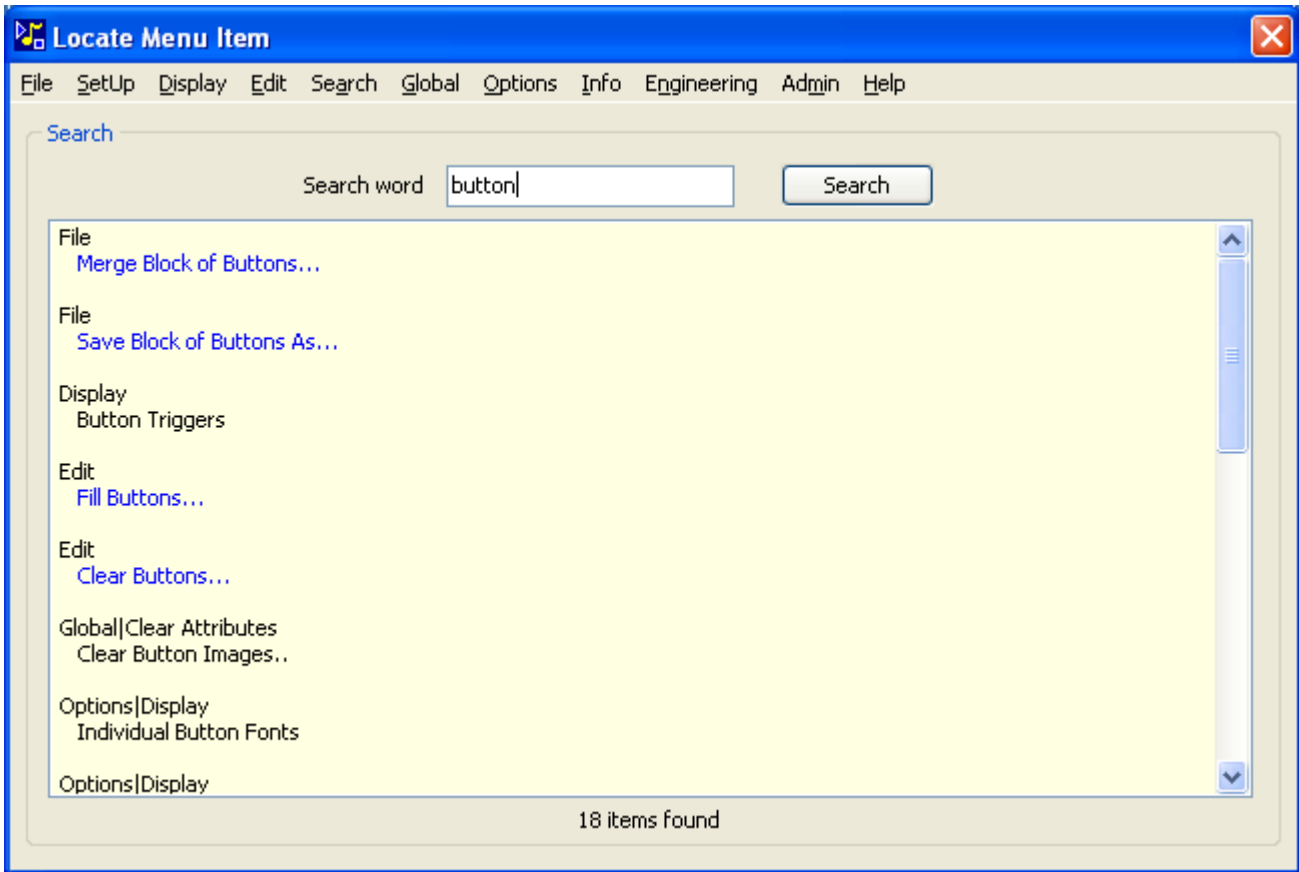 Locate Menu Item
File SetUp Display Edit Search Global Options Info Engineering Admin Help
Search
Search word button Search
File
Merge Block of Buttons...
File
Save Block of Buttons As...
Display
Button Triggers
Edit
Fill Buttons...
Edit
Clear Buttons...
Global|Clear Attributes
Clear Button Images..
Options|Display
Individual Button Fonts
Options|Display
18 items found